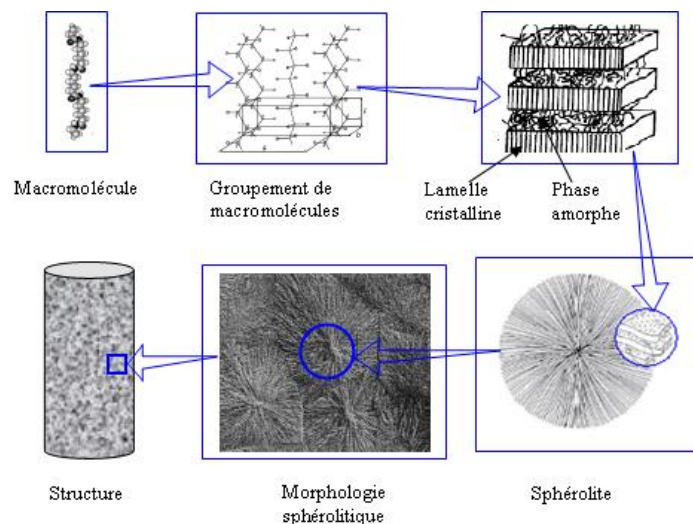 Macromolécule
Groupement de
macromolécules
Lamelle
cristalline
Phase
amorphe
Structure
Morphologie
sphérolitique
Sphérolite